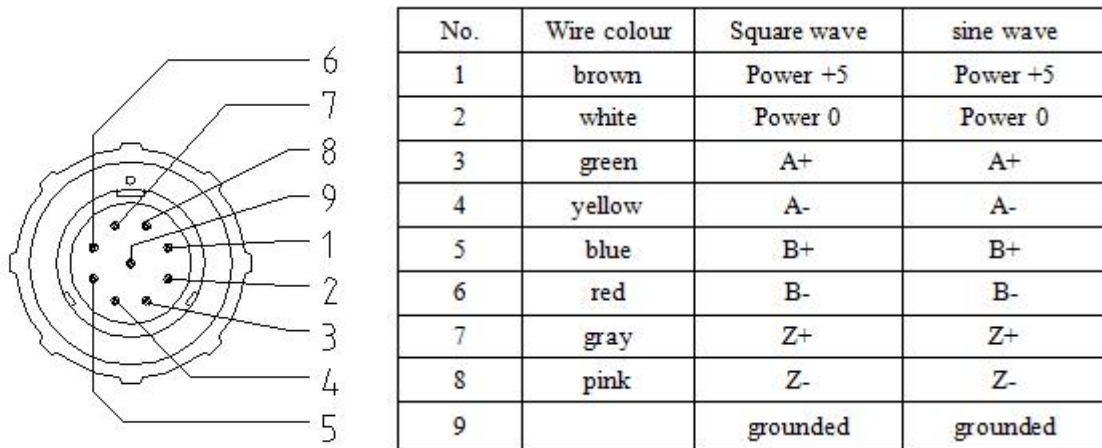 6
7
8
9
1
2
3
4
5
No. Wire colour Square wave sine wave
1 brown Power +5 Power +5
2 white Power 0 Power 0
3 green A+ A+
4 yellow A- A-
5 blue B+ B+
6 red B- B-
7 gray Z+ Z+
8 pink Z- Z-
9 grounded grounded